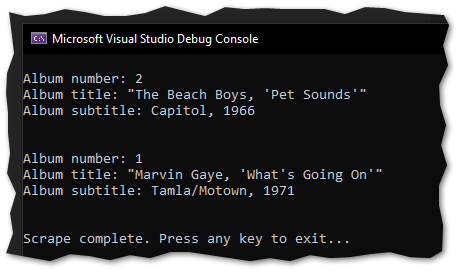 C:\
Microsoft Visual Studio Debug Console
Album number: 2
Album title: "The Beach Boys, 'Pet Sounds'"
Album subtitle: Capitol, 1966
Album number: 1
Album title: "Marvin Gaye, 'What's Going On'"
Album subtitle: Tamla/Motown, 1971
Scrape complete. Press any key to exit...